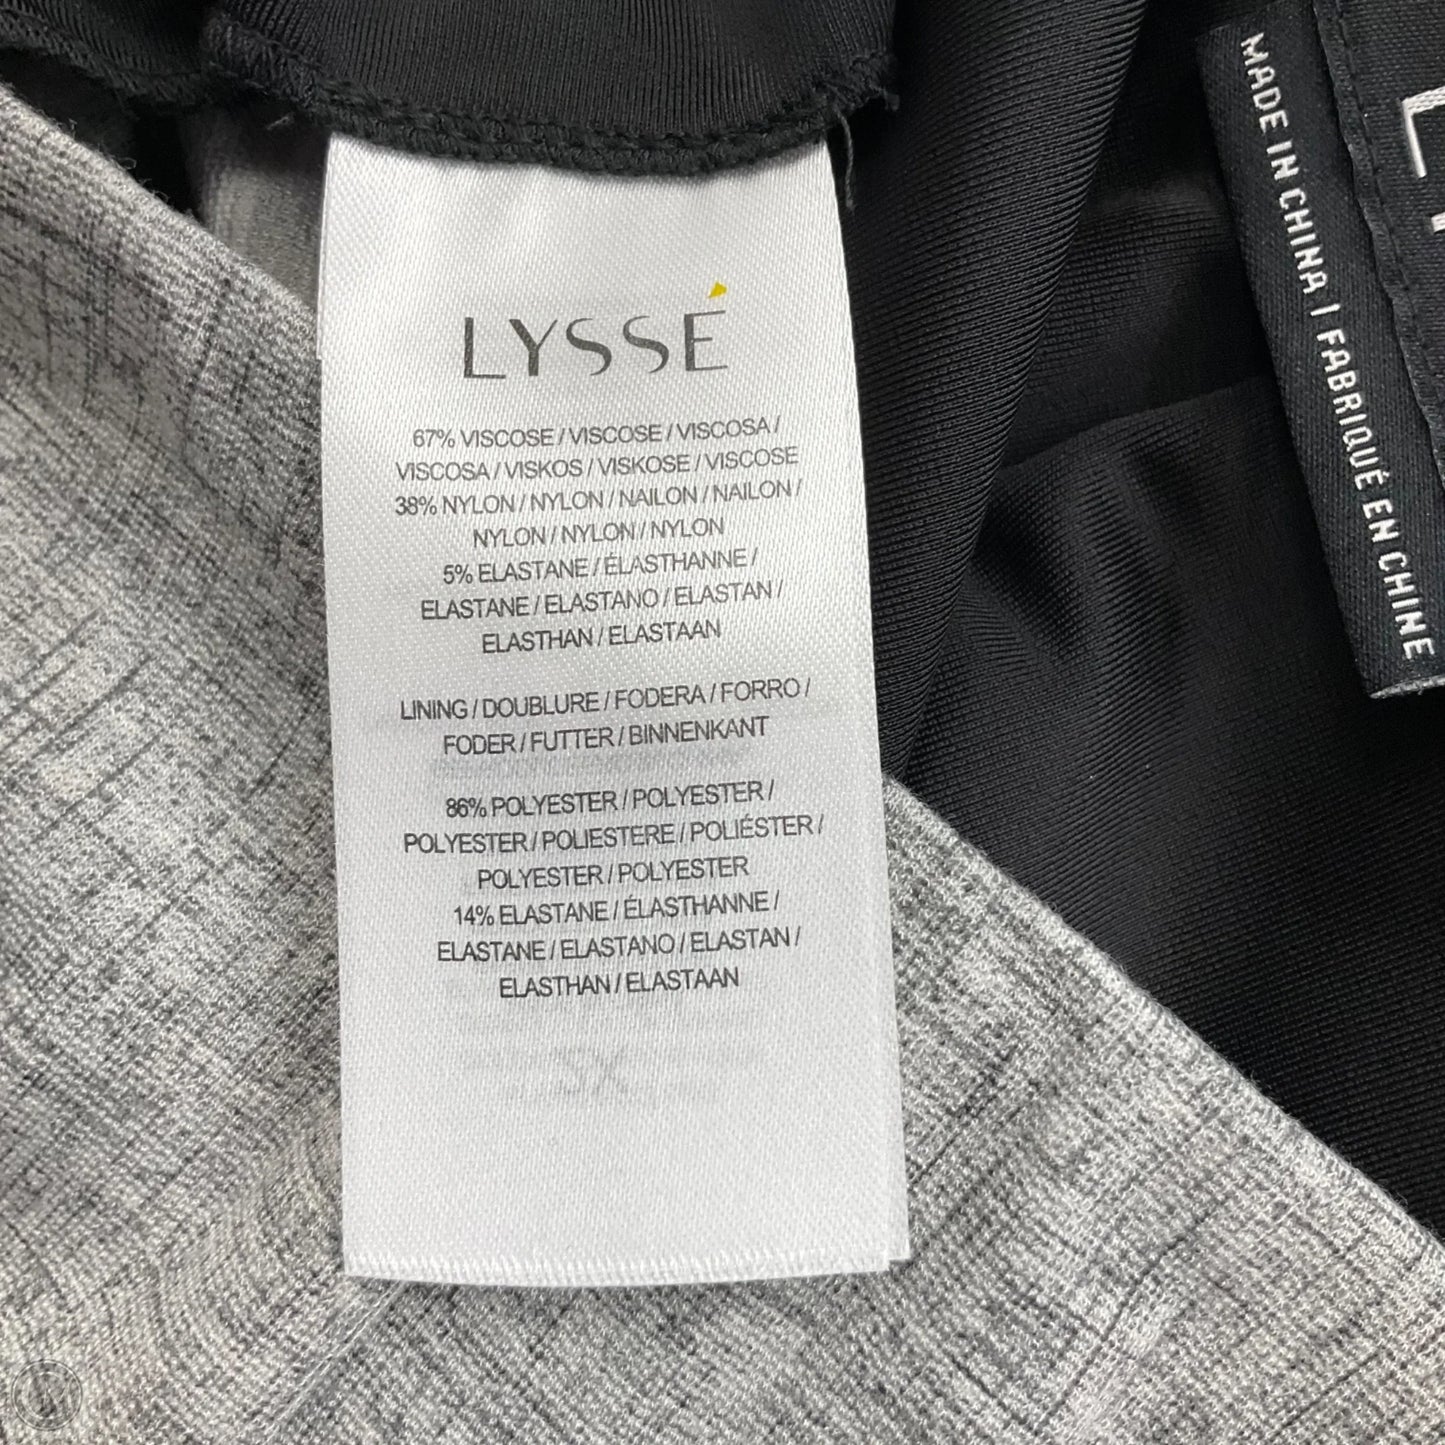 LYSSÉ
67% VISCOSE / VISCOSE / VISCOSA /
VISCOSA / VISKOS / VISKOSE / VISCOSE
38% NYLON / NYLON / NAILON / NAILON /
NYLON / NYLON / NYLON
5% ELASTANE / ÉLASTHANNE /
ELASTANE / ELASTANO / ELASTAN /
ELASTHAN / ELASTAAN
LINING / DOUBLURE / FODERA / FORRO /
FODER / FUTTER / BINNENKANT
86% POLYESTER / POLYESTER /
POLYESTER / POLIESTERE / POLIÉSTER /
POLYESTER / POLYESTER
14% ELASTANE / ÉLASTHANNE /
ELASTANE / ELASTANO / ELASTAN /
ELASTHAN / ELASTAAN
MADE IN CHINA | FABRIQUÉ EN CHINE